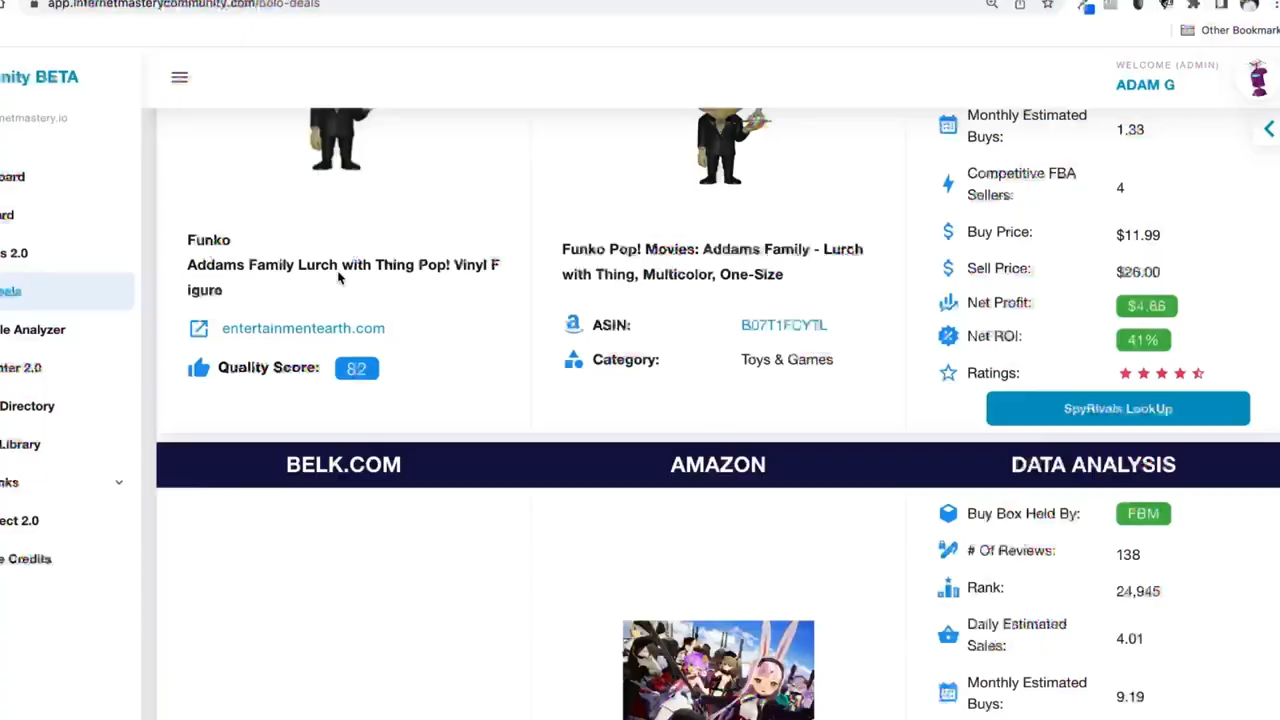 app.internetmasterycommunity.com/solo-deals
Other Bookmark
nity BETA
WELCOME (ADMIN)
ADAM G
netmastery.io
oard
rd
s 2.0
eals
le Analyzer
nter 2.0
Directory
Library
nks
ect 2.0
e Credits
Funko
Addams Family Lurch with Thing Pop! Vinyl F
igure
entertainmentearth.com
Quality Score: 82
Funko Pop! Movies: Addams Family - Lurch
with Thing, Multicolor, One-Size
ASIN: B07T1FCYTL
Category: Toys & Games
Monthly Estimated
Buys: 1.33
Competitive FBA
Sellers: 4
Buy Price: $11.99
Sell Price: $26.00
Net Profit: $4.86
Net ROI: 41%
Ratings:
SpyRivals LookUp
BELK.COM
AMAZON
DATA ANALYSIS
Buy Box Held By: FBM
# Of Reviews: 138
Rank: 24,945
Daily Estimated
Sales: 4.01
Monthly Estimated
Buys: 9.19